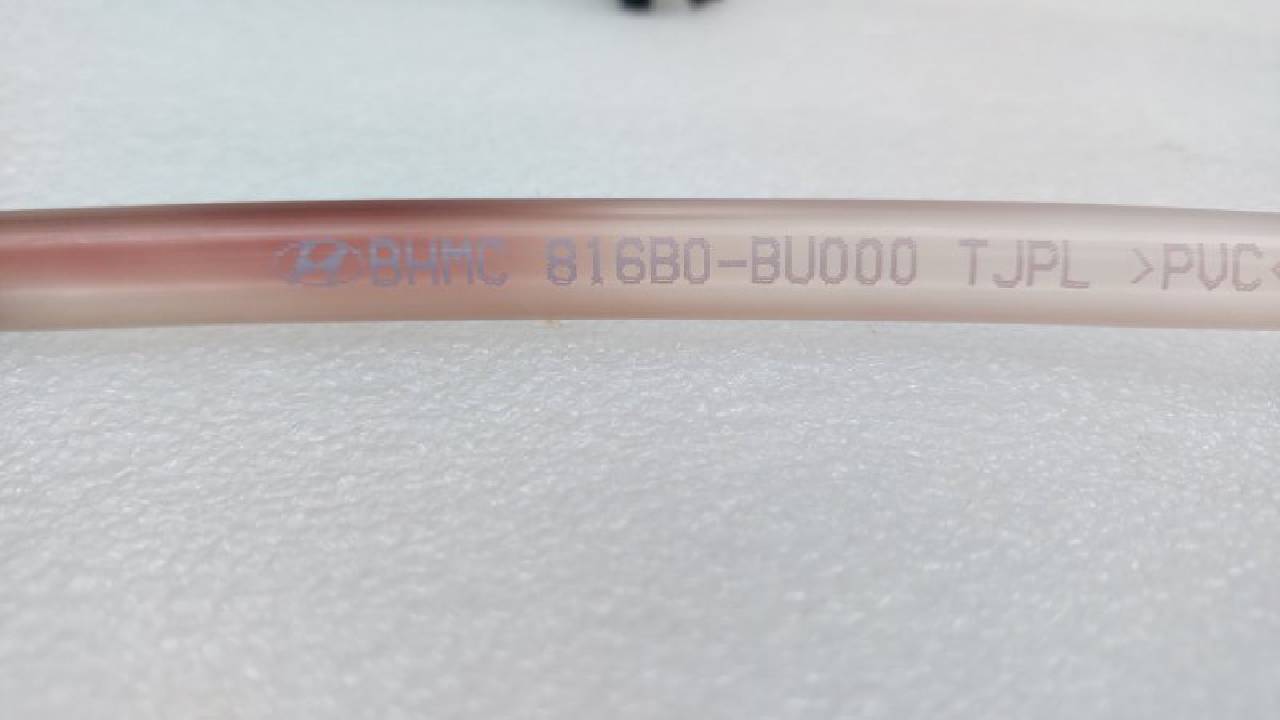 BHMC 816B0-BU000 TJPL >PVC<